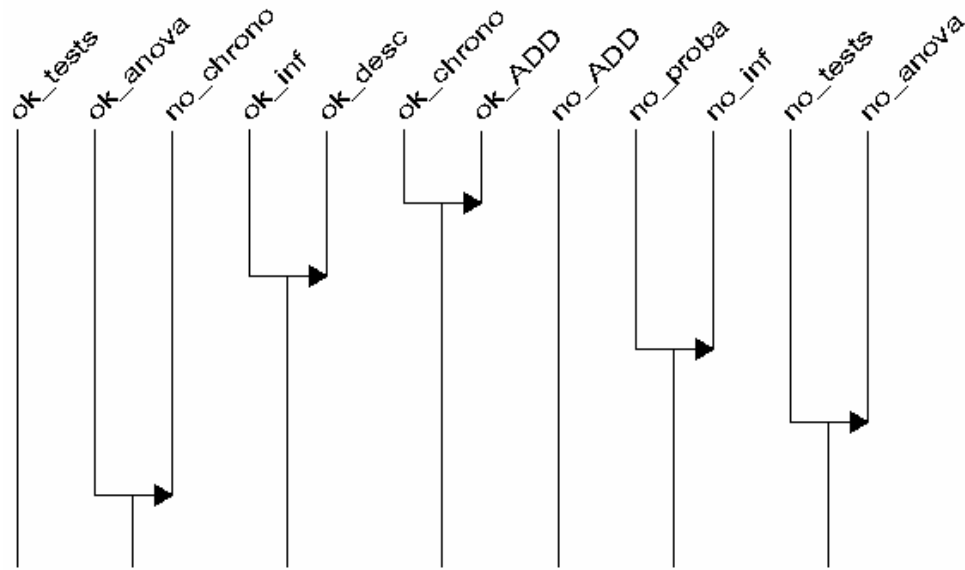 ok_tests
ok_anova
no_chrono
ok_inf
ok_desc
ok_chrono
ok_ADD
no_ADD
no_proba
no_inf
no_tests
no_anova